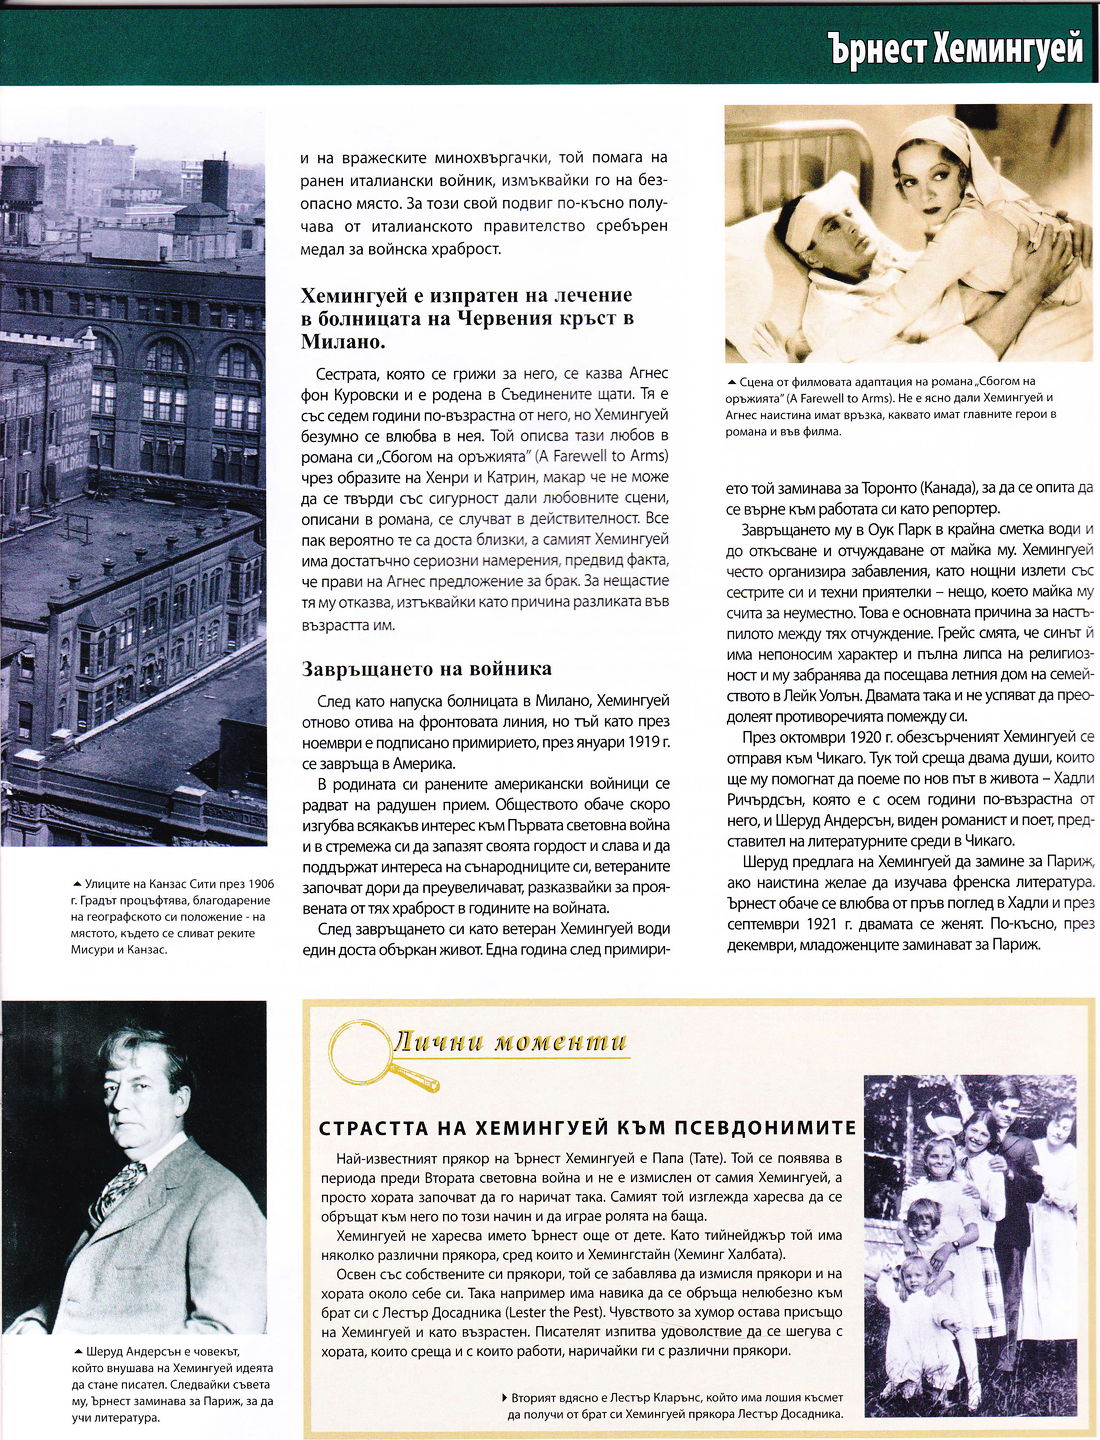 Ърнест Хемингуей
и на вражеските минохвъргачки, той помага на
ранен италиански войник, измъквайки го на без-
опасно място. За този свой подвиг по-късно полу-
чава от италианското правителство сребърен
медал за войнска храброст.
Хемингуей е изпратен на лечение
в болницата на Червения кръст в
Милано.
Сестрата, която се грижи за него, се казва Агнес
фон Куровски и е родена в Съединените щати. Тя е
със седем години по-възрастна от него, но Хемингуей
безумно се влюбва в нея. Той описва тази любов в
романа си „Сбогом на оръжията" (A Farewell to Arms)
чрез образите на Хенри и Катрин, макар че не може
да се твърди със сигурност дали любовните сцени,
описани в романа, се случват в действителност. Все
пак вероятно те са доста близки, а самият Хемингуей
има достатъчно сериозни намерения, предвид факта,
че прави на Агнес предложение за брак. За нещастие
тя му отказва, изтъквайки като причина разликата във
възрастта им.
Завръщането на войника
След като напуска болницата в Милано, Хемингуей
отново отива на фронтовата линия, но тъй като през
ноември е подписано примирието, през януари 1919 г.
се завръща в Америка.
В родината си ранените американски войници се
радват на радушен прием. Обществото обаче скоро
изгубва всякакъв интерес към Първата световна война
и в стремежа си да запазят своята гордост и слава и да
поддържат интереса на сънародниците си, ветераните
започват дори да преувеличават, разказвайки за проя-
вената от тях храброст в годините на войната.
След завръщането си като ветеран Хемингуей води
един доста объркан живот. Една година след примири-
▲ Сцена от филмовата адаптация на романа „Сбогом на
оръжията" (A Farewell to Arms). Не е ясно дали Хемингуей и
Агнес наистина имат връзка, каквато имат главните герои в
романа и във филма.
ето той заминава за Торонто (Канада), за да се опита да
се върне към работата си като репортер.
Завръщането му в Оук Парк в крайна сметка води и
до откъсване и отчуждаване от майка му. Хемингуей
често организира забавления, като нощни излети със
сестрите си и техни приятелки – нещо, което майка му
счита за неуместно. Това е основната причина за настъ-
пилото между тях отчуждение. Грейс смята, че синът ѝ
има непоносим характер и пълна липса на религиоз-
ност и му забранява да посещава летния дом на семей-
ството в Лейк Уолън. Двамата така и не успяват да прео-
долеят противоречията помежду си.
През октомври 1920 г. обезсърченият Хемингуей се
отправя към Чикаго. Тук той среща двама души, които
ще му помогнат да поеме по нов път в живота – Хадли
Ричърдсън, която е с осем години по-възрастна от
него, и Шеруд Андерсън, виден романист и поет, пред-
ставител на литературните среди в Чикаго.
Шеруд предлага на Хемингуей да замине за Париж,
ако наистина желае да изучава френска литература.
Ърнест обаче се влюбва от пръв поглед в Хадли и през
септември 1921 г. двамата се женят. По-късно, през
декември, младоженците заминават за Париж.
▲ Улиците на Канзас Сити през 1906
г. Градът процъфтява, благодарение
на географското си положение - на
мястото, където се сливат реките
Мисури и Канзас.
▲ Шеруд Андерсън е човекът,
който внушава на Хемингуей идеята
да стане писател. Следвайки съвета
му, Ърнест заминава за Париж, за да
учи литература.
Лични моменти
СТРАСТТА НА ХЕМИНГУЕЙ КЪМ ПСЕВДОНИМИТЕ
Най-известният прякор на Ърнест Хемингуей е Папа (Тате). Той се появява в
периода преди Втората световна война и не е измислен от самия Хемингуей, а
просто хората започват да го наричат така. Самият той изглежда харесва да се
обръщат към него по този начин и да играе ролята на баща.
Хемингуей не харесва името Ърнест още от дете. Като тийнейджър той има
няколко различни прякора, сред които и Хемингстайн (Хеминг Халбата).
Освен със собствените си прякори, той се забавлява да измисля прякори и на
хората около себе си. Така например има навика да се обръща нелюбезно към
брат си с Лестър Досадника (Lester the Pest). Чувството за хумор остава присъщо
на Хемингуей и като възрастен. Писателят изпитва удоволствие да се шегува с
хората, които среща и с които работи, наричайки ги с различни прякори.
▶ Вторият вдясно е Лестър Кларънс, който има лошия късмет
да получи от брат си Хемингуей прякора Лестър Досадника.